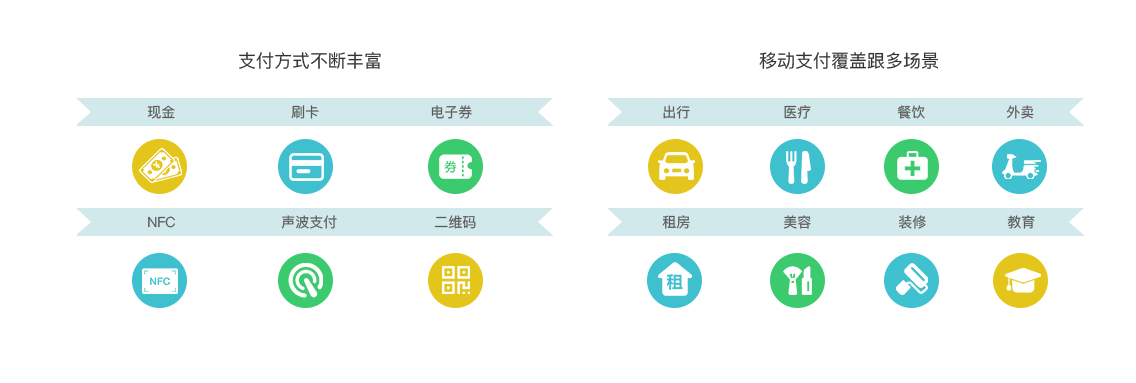 支付方式不断丰富
现金 刷卡 电子券
券
NFC 声波支付 二维码
NFC
移动支付覆盖跟多场景
出行 医疗 餐饮 外卖
租房 美容 装修 教育
租